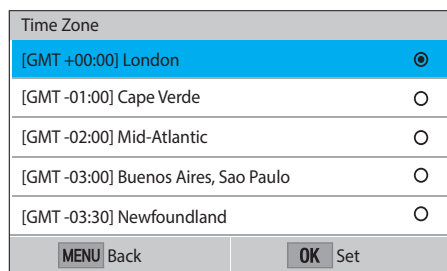 Time Zone
[GMT +00:00] London
[GMT -01:00] Cape Verde
[GMT -02:00] Mid-Atlantic
[GMT -03:00] Buenos Aires, Sao Paulo
[GMT -03:30] Newfoundland
MENU Back OK Set